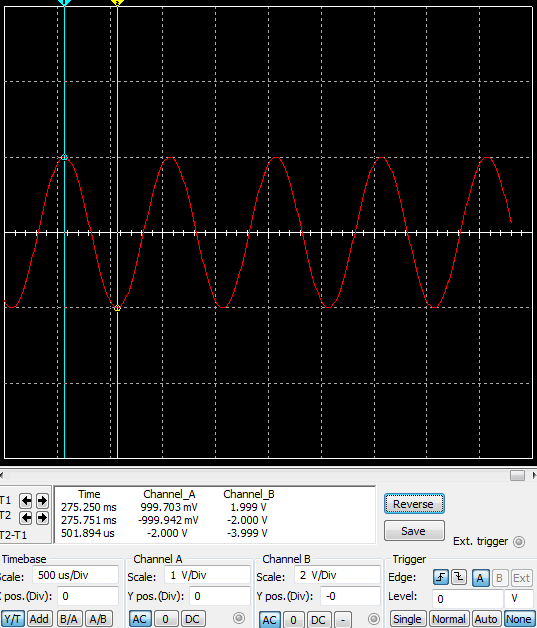 1 2
Time Channel_A Channel_B
T1 275.250 ms 999.703 mV 1.999 V
T2 275.751 ms -999.942 mV -2.000 V
T2-T1 501.894 us -2.000 V -3.999 V
Reverse
Save
Ext. trigger
Timebase Channel A Channel B Trigger
Scale: 500 us/Div Scale: 1 V/Div Scale: 2 V/Div Edge: A B Ext
X pos.(Div): 0 Y pos.(Div): 0 Y pos.(Div): -0 Level: 0 V
Y/T Add B/A A/B AC 0 DC AC 0 DC - Single Normal Auto None